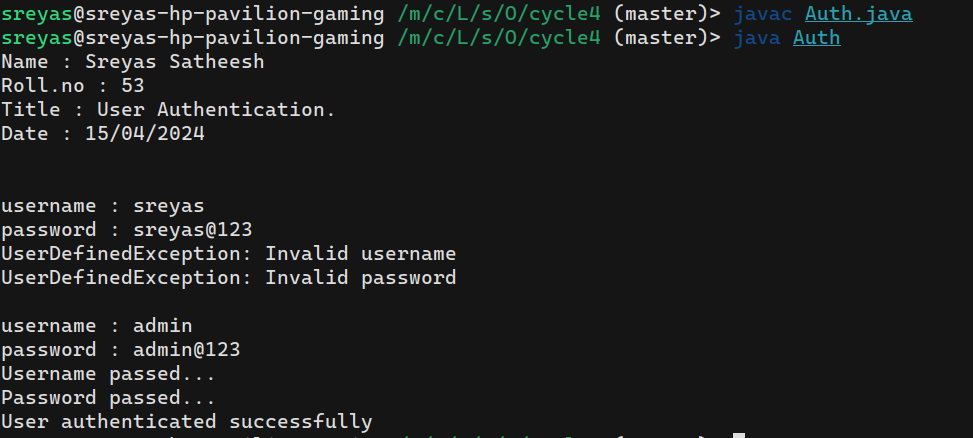 sreyas@sreyas-hp-pavilion-gaming /m/c/L/s/O/cycle4 (master)> javac Auth.java
sreyas@sreyas-hp-pavilion-gaming /m/c/L/s/O/cycle4 (master)> java Auth
Name : Sreyas Satheesh
Roll.no : 53
Title : User Authentication.
Date : 15/04/2024
username : sreyas
password : sreyas@123
UserDefinedException: Invalid username
UserDefinedException: Invalid password
username : admin
password : admin@123
Username passed...
Password passed...
User authenticated successfully